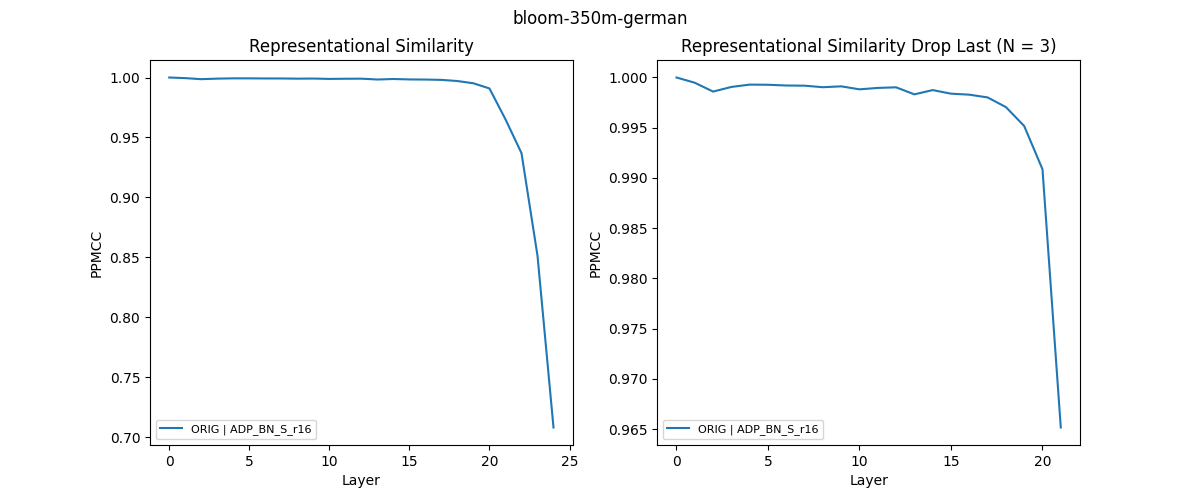 bloom-350m-german
Representational Similarity
1.00
0.95
0.90
0.85
0.80
0.75
0.70
PPMCC
ORIG | ADP_BN_S_r16
0
5
10
15
20
25
Layer
Representational Similarity Drop Last (N = 3)
1.000
0.995
0.990
0.985
0.980
0.975
0.970
0.965
PPMCC
ORIG | ADP_BN_S_r16
0
5
10
15
20
Layer